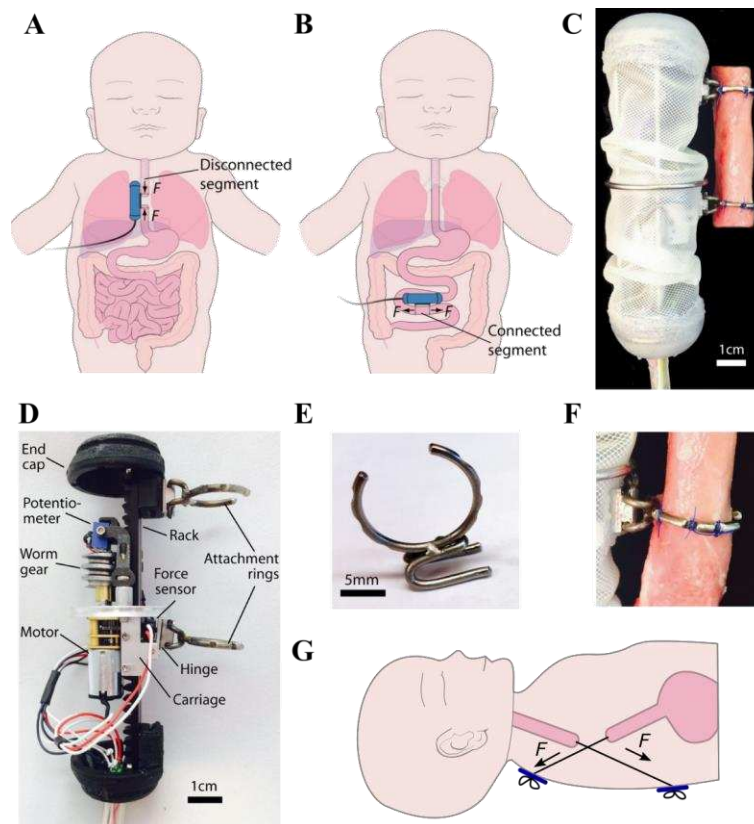 A
Disconnected
segment
F
F
B
F
F
Connected
segment
C
1cm
D
End
cap
Potentio-
meter
Worm
gear
Motor
Rack
Attachment
rings
Force
sensor
Hinge
Carriage
1cm
E
5mm
F
G
F
F